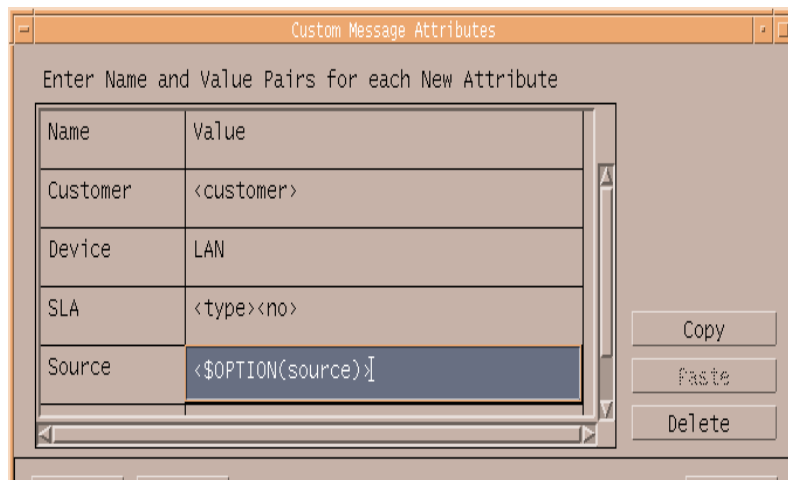 Custom Message Attributes
Enter Name and Value Pairs for each New Attribute
Name Value
Customer <customer>
Device LAN
SLA <type><no>
Source <$OPTION(source)>
Copy
Paste
Delete